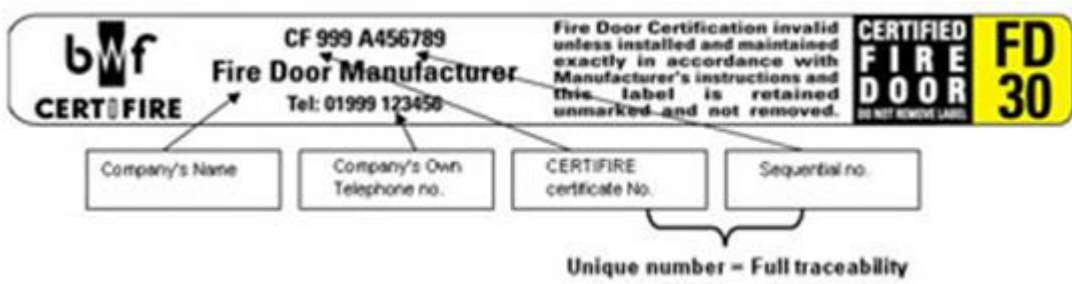 bwf
CERTIFIRE
CF 999 A456789
Fire Door Manufacturer
Tel: 01999 123456
Fire Door Certification invalid
unless installed and maintained
exactly in accordance with
Manufacturer's instructions and
this label is retained
unmarked and not removed.
CERTIFIED
FIRE
DOOR
DO NOT REMOVE LABEL
FD
30
Company's Name
Company's Own
Telephone no.
CERTIFIRE
certificate No.
Sequential no.
Unique number = Full traceability